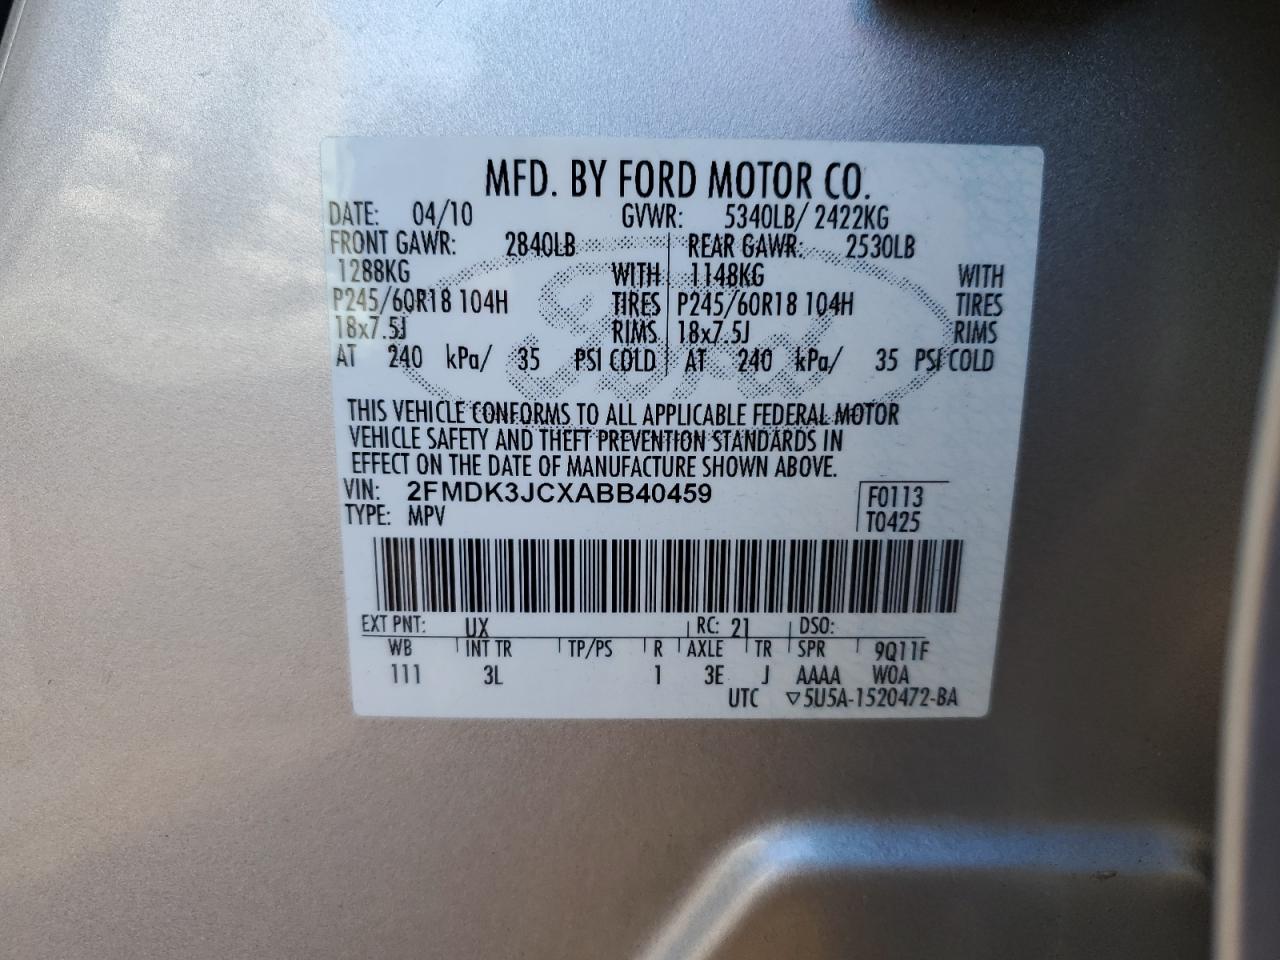 MFD. BY FORD MOTOR CO.
DATE: 04/10 GVWR: 5340LB/ 2422KG
FRONT GAWR: 2840LB REAR GAWR: 2530LB
1288KG WITH 1148KG WITH
P245/60R18 104H TIRES P245/60R18 104H TIRES
18x7.5J RIMS 18x7.5J RIMS
AT 240 kPa/ 35 PSI COLD AT 240 kPa/ 35 PSI COLD
Ford
THIS VEHICLE CONFORMS TO ALL APPLICABLE FEDERAL MOTOR
VEHICLE SAFETY AND THEFT PREVENTION STANDARDS IN
EFFECT ON THE DATE OF MANUFACTURE SHOWN ABOVE.
VIN: 2FMDK3JCXABB40459 F0113
TYPE: MPV T0425
EXT PNT: UX RC: 21 DSO:
WB INT TR TP/PS R AXLE TR SPR 9Q11F
111 3L 1 3E J AAAA WOA
UTC ▽5U5A-1520472-BA